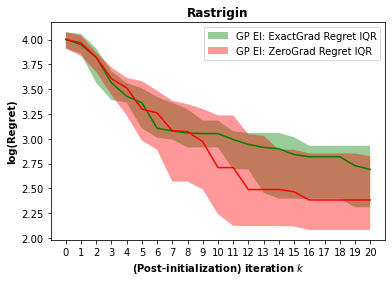 Rastrigin
GP EI: ExactGrad Regret IQR
GP EI: ZeroGrad Regret IQR
log(Regret)
4.00
3.75
3.50
3.25
3.00
2.75
2.50
2.25
2.00
0 1 2 3 4 5 6 7 8 9 10 11 12 13 14 15 16 17 18 19 20
(Post-initialization) iteration k